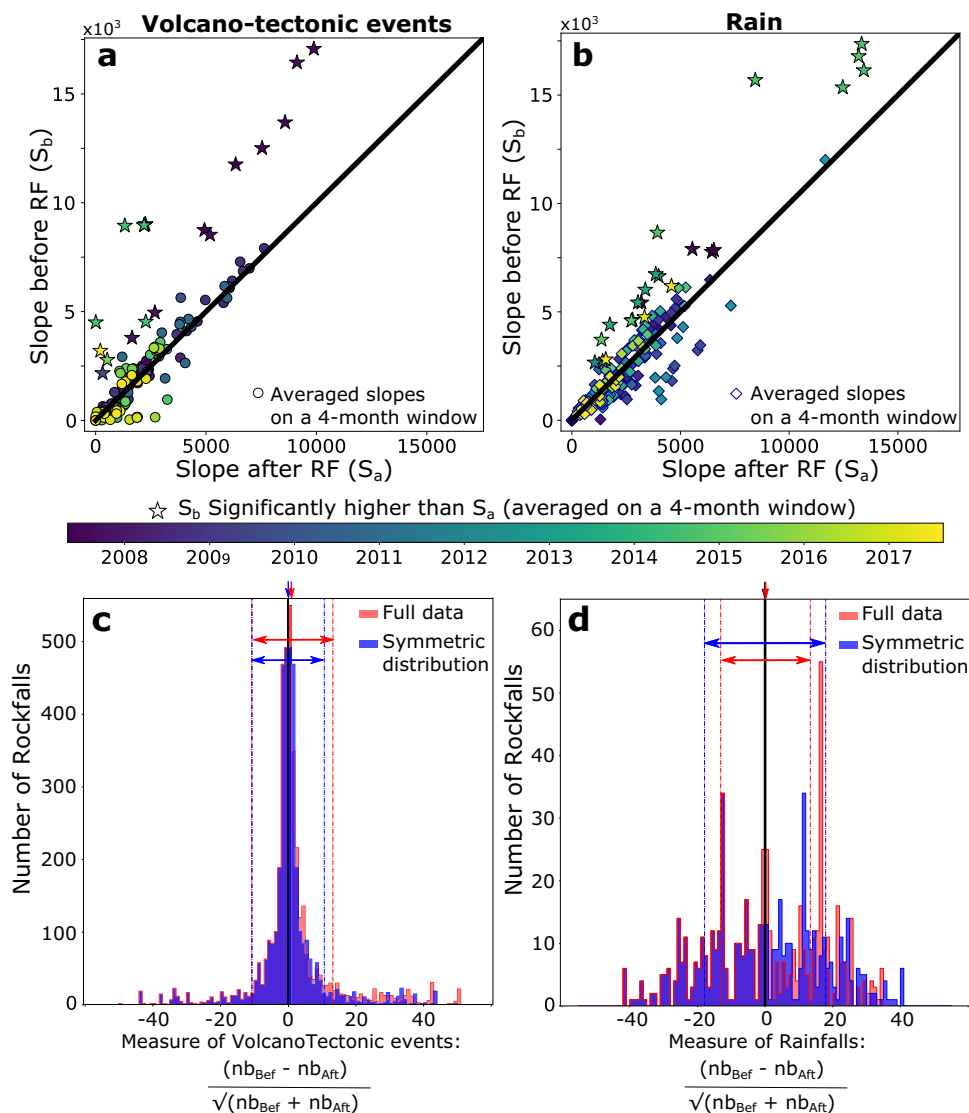 Volcano-tectonic events
Rain
x10³
a
15
10
5
0
Slope before RF (S_b)
0 5000 10000 15000
Slope after RF (S_a)
Averaged slopes
on a 4-month window
x10³
b
15
10
5
0
Slope before RF (S_b)
0 5000 10000 15000
Slope after RF (S_a)
Averaged slopes
on a 4-month window
☆ S_b Significantly higher than S_a (averaged on a 4-month window)
2008 2009 2010 2011 2012 2013 2014 2015 2016 2017
c
Full data
Symmetric
distribution
500
400
300
200
100
0
Number of Rockfalls
-40 -20 0 20 40
Measure of VolcanoTectonic events:
(nb_Bef - nb_Aft)
√(nb_Bef + nb_Aft)
d
Full data
Symmetric
distribution
60
50
40
30
20
10
0
Number of Rockfalls
-40 -20 0 20 40
Measure of Rainfalls:
(nb_Bef - nb_Aft)
√(nb_Bef + nb_Aft)